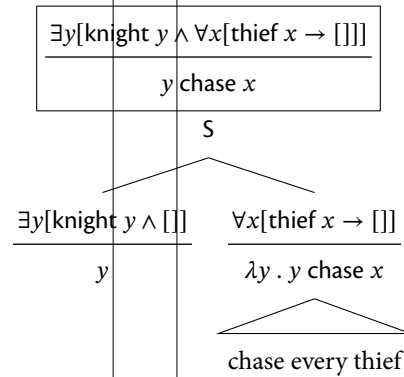 ∃y[knight y ∧ ∀x[thief x → []]]
y chase x
S
∃y[knight y ∧ []]
∀x[thief x → []]
y
λy . y chase x
chase every thief